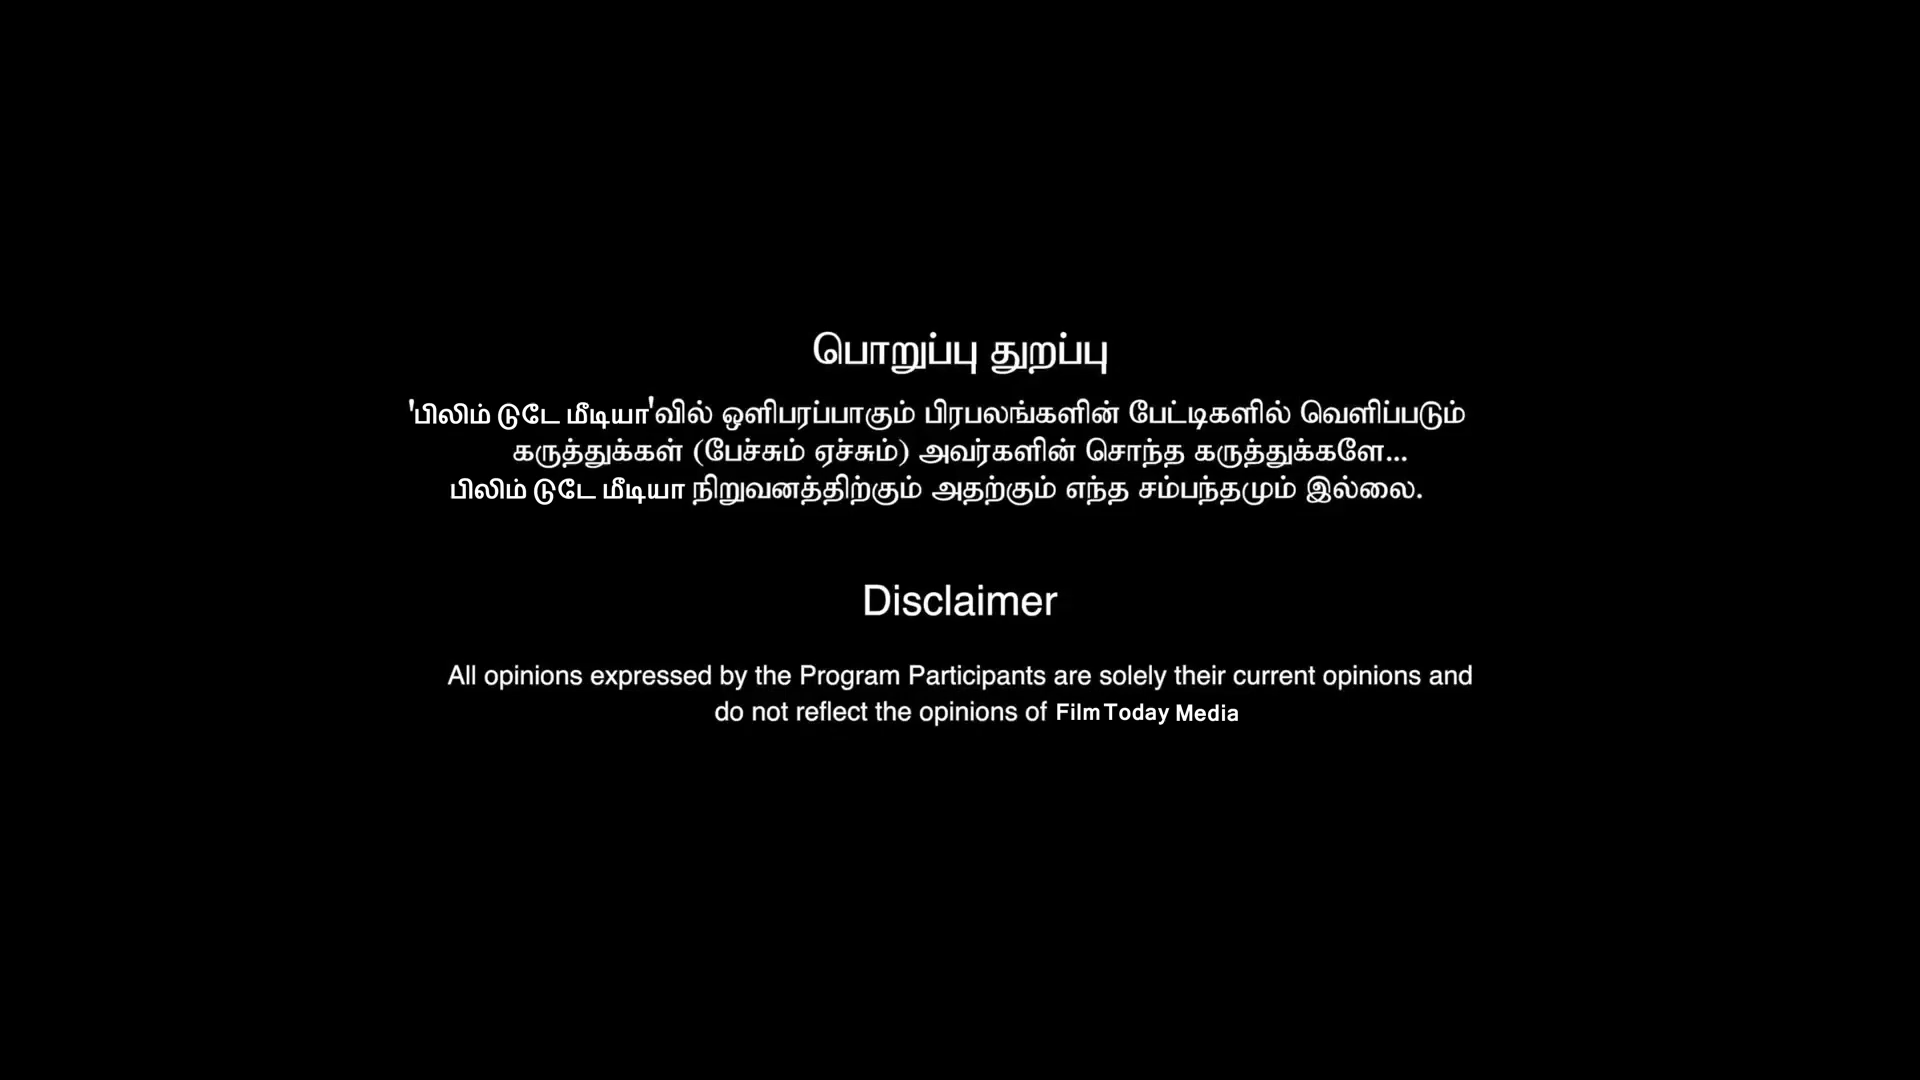 பொறுப்பு துறப்பு
'பிலிம் டுடே மீடியா'வில் ஒளிபரப்பாகும் பிரபலங்களின் பேட்டிகளில் வெளிப்படும்
கருத்துக்கள் (பேச்சும் ஏச்சும்) அவர்களின் சொந்த கருத்துக்களே...
பிலிம் டுடே மீடியா நிறுவனத்திற்கும் அதற்கும் எந்த சம்பந்தமும் இல்லை.
Disclaimer
All opinions expressed by the Program Participants are solely their current opinions and
do not reflect the opinions of Film Today Media